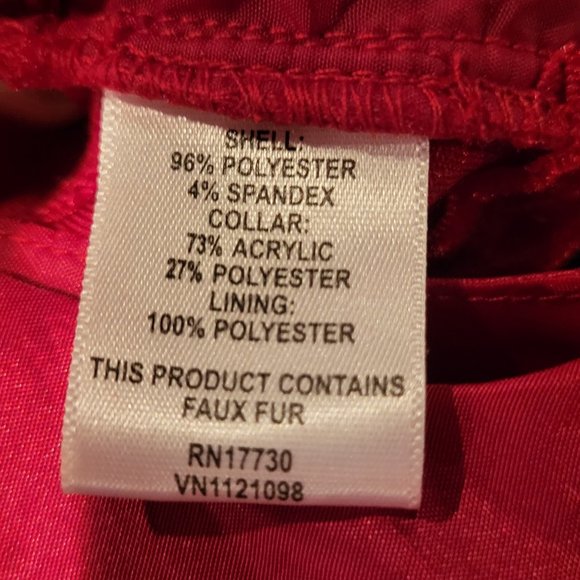 SHELL:
96% POLYESTER
4% SPANDEX
COLLAR:
73% ACRYLIC
27% POLYESTER
LINING:
100% POLYESTER
THIS PRODUCT CONTAINS
FAUX FUR
RN17730
VN1121098